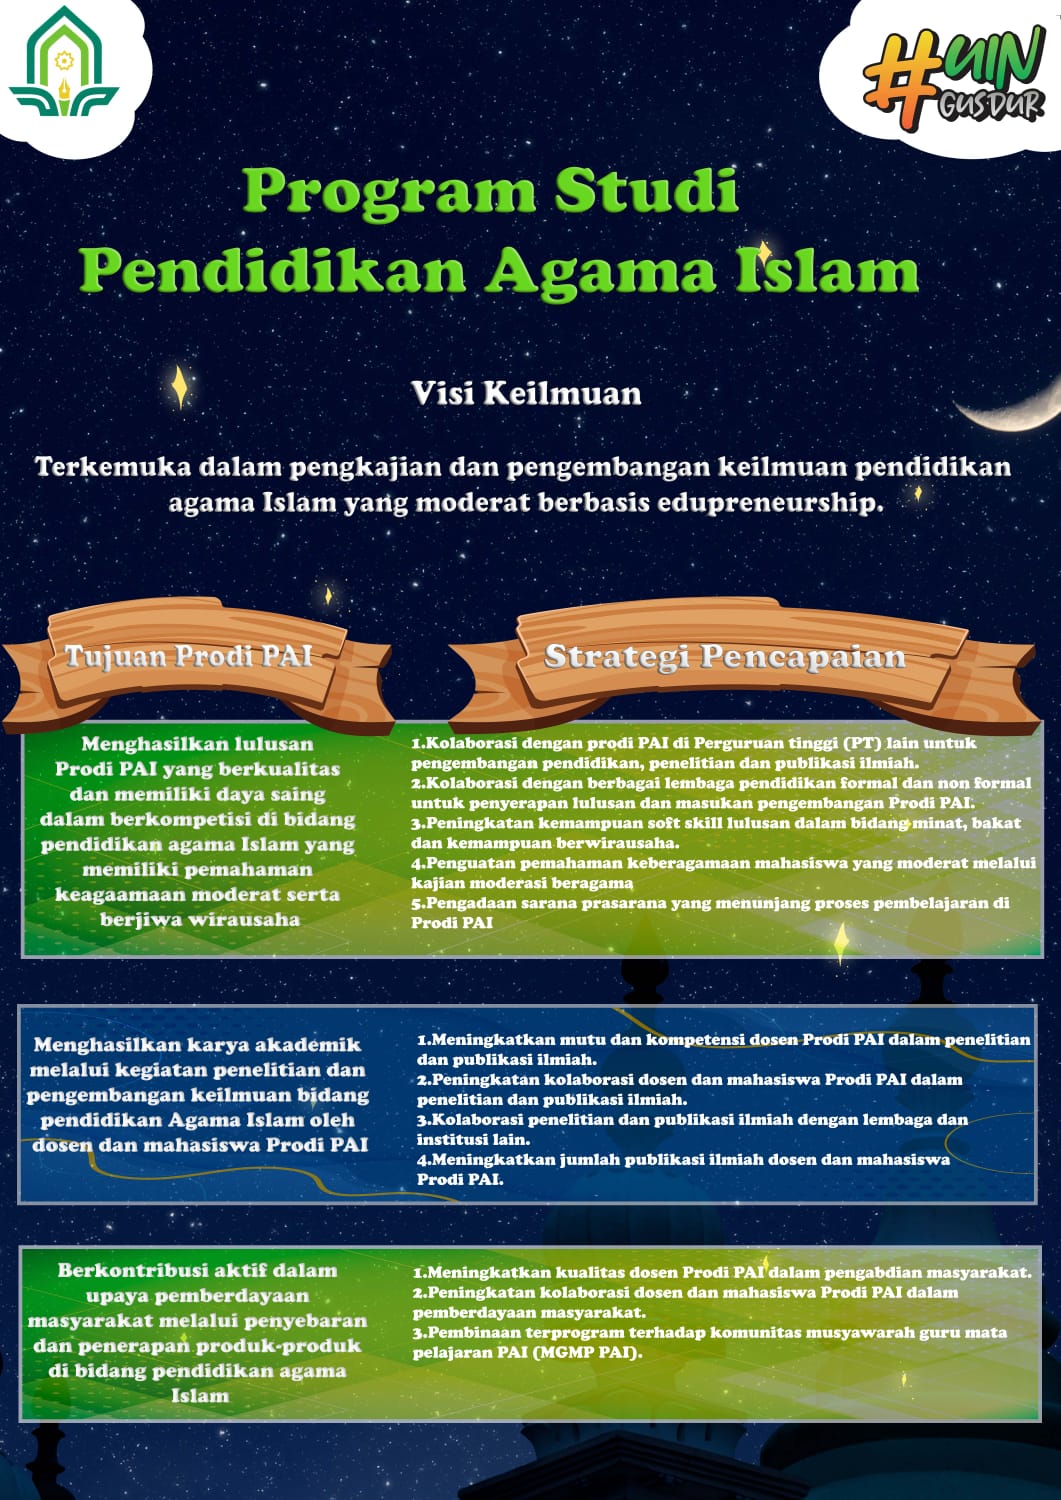 #UIN
GUSDUR
Program Studi
Pendidikan Agama Islam
Visi Keilmuan
Terkemuka dalam pengkajian dan pengembangan keilmuan pendidikan
agama Islam yang moderat berbasis edupreneurship.
Tujuan Prodi PAI
Strategi Pencapaian
Menghasilkan lulusan
Prodi PAI yang berkualitas
dan memiliki daya saing
dalam berkompetisi di bidang
pendidikan agama Islam yang
memiliki pemahaman
keagaamaan moderat serta
berjiwa wirausaha
1.Kolaborasi dengan prodi PAI di Perguruan tinggi (PT) lain untuk
pengembangan pendidikan, penelitian dan publikasi ilmiah.
2.Kolaborasi dengan berbagai lembaga pendidikan formal dan non formal
untuk penyerapan lulusan dan masukan pengembangan Prodi PAI.
3.Peningkatan kemampuan soft skill lulusan dalam bidang minat, bakat
dan kemampuan berwirausaha.
4.Penguatan pemahaman keberagamaan mahasiswa yang moderat melalui
kajian moderasi beragama
5.Pengadaan sarana prasarana yang menunjang proses pembelajaran di
Prodi PAI
Menghasilkan karya akademik
melalui kegiatan penelitian dan
pengembangan keilmuan bidang
pendidikan Agama Islam oleh
dosen dan mahasiswa Prodi PAI
1.Meningkatkan mutu dan kompetensi dosen Prodi PAI dalam penelitian
dan publikasi ilmiah.
2.Peningkatan kolaborasi dosen dan mahasiswa Prodi PAI dalam
penelitian dan publikasi ilmiah.
3.Kolaborasi penelitian dan publikasi ilmiah dengan lembaga dan
institusi lain.
4.Meningkatkan jumlah publikasi ilmiah dosen dan mahasiswa
Prodi PAI.
Berkontribusi aktif dalam
upaya pemberdayaan
masyarakat melalui penyebaran
dan penerapan produk-produk
di bidang pendidikan agama
Islam
1.Meningkatkan kualitas dosen Prodi PAI dalam pengabdian masyarakat.
2.Peningkatan kolaborasi dosen dan mahasiswa Prodi PAI dalam
pemberdayaan masyarakat.
3.Pembinaan terprogram terhadap komunitas musyawarah guru mata
pelajaran PAI (MGMP PAI).